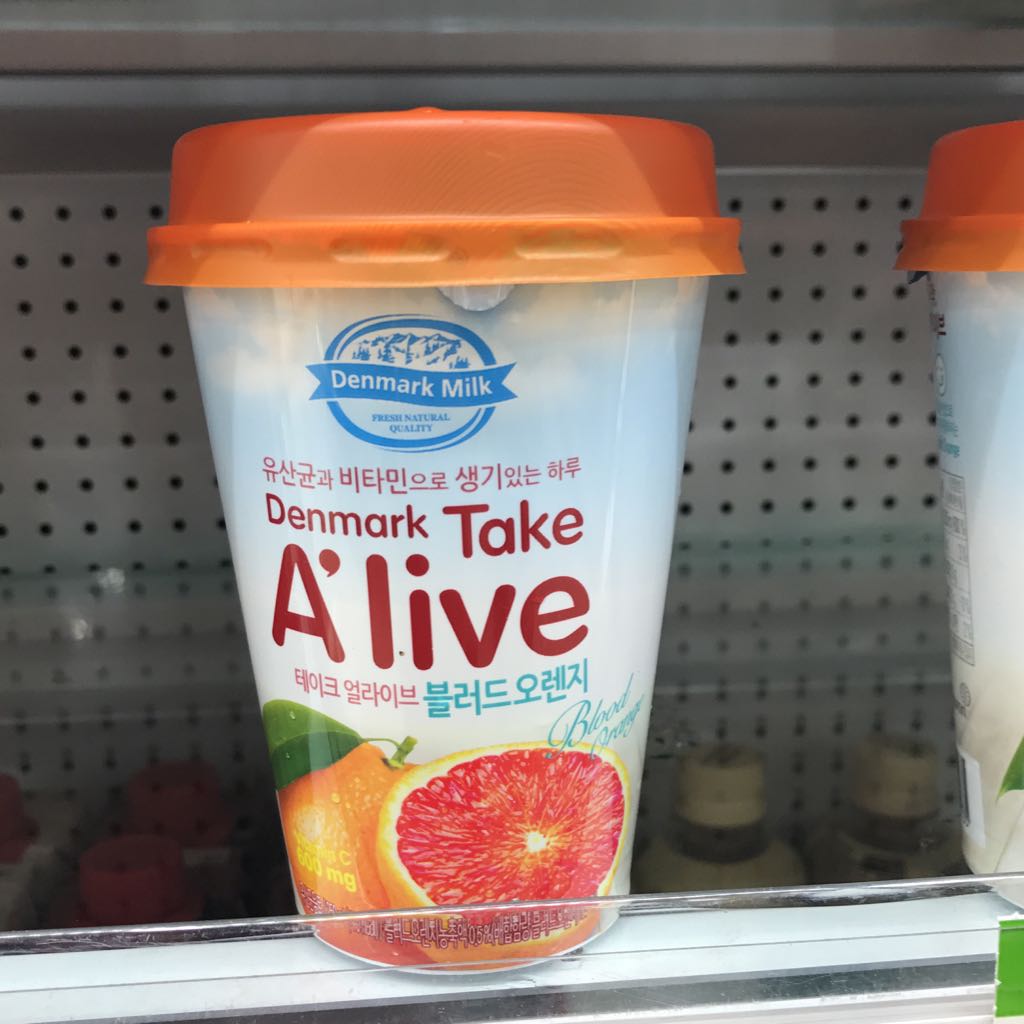 Denmark Milk
FRESH NATURAL
QUALITY
유산균과 비타민으로 생기있는 하루
Denmark Take
A'live
테이크 얼라이브 블러드 오렌지
Blood
Orange
C
mg